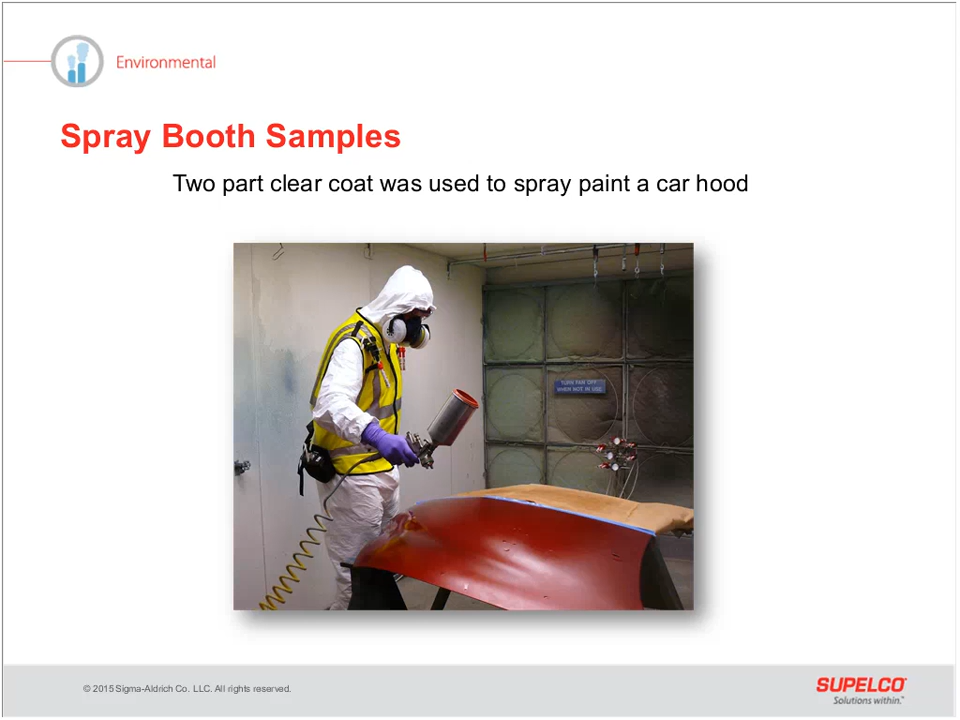 Environmental
Spray Booth Samples
Two part clear coat was used to spray paint a car hood
TURN FAN OFF
WHEN NOT IN USE
© 2015 Sigma-Aldrich Co. LLC. All rights reserved.
SUPELCO
Solutions within.™